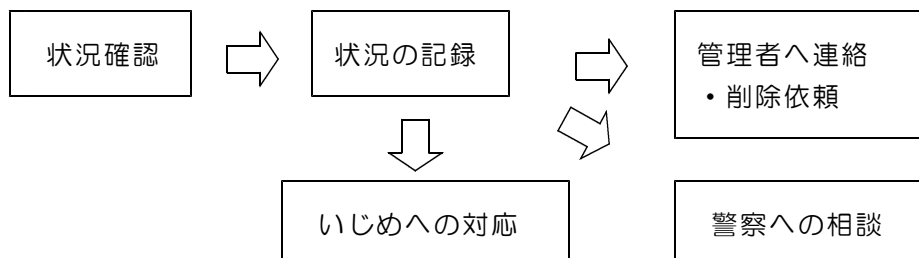 状況確認
状況の記録
管理者へ連絡
・削除依頼
いじめへの対応
警察への相談